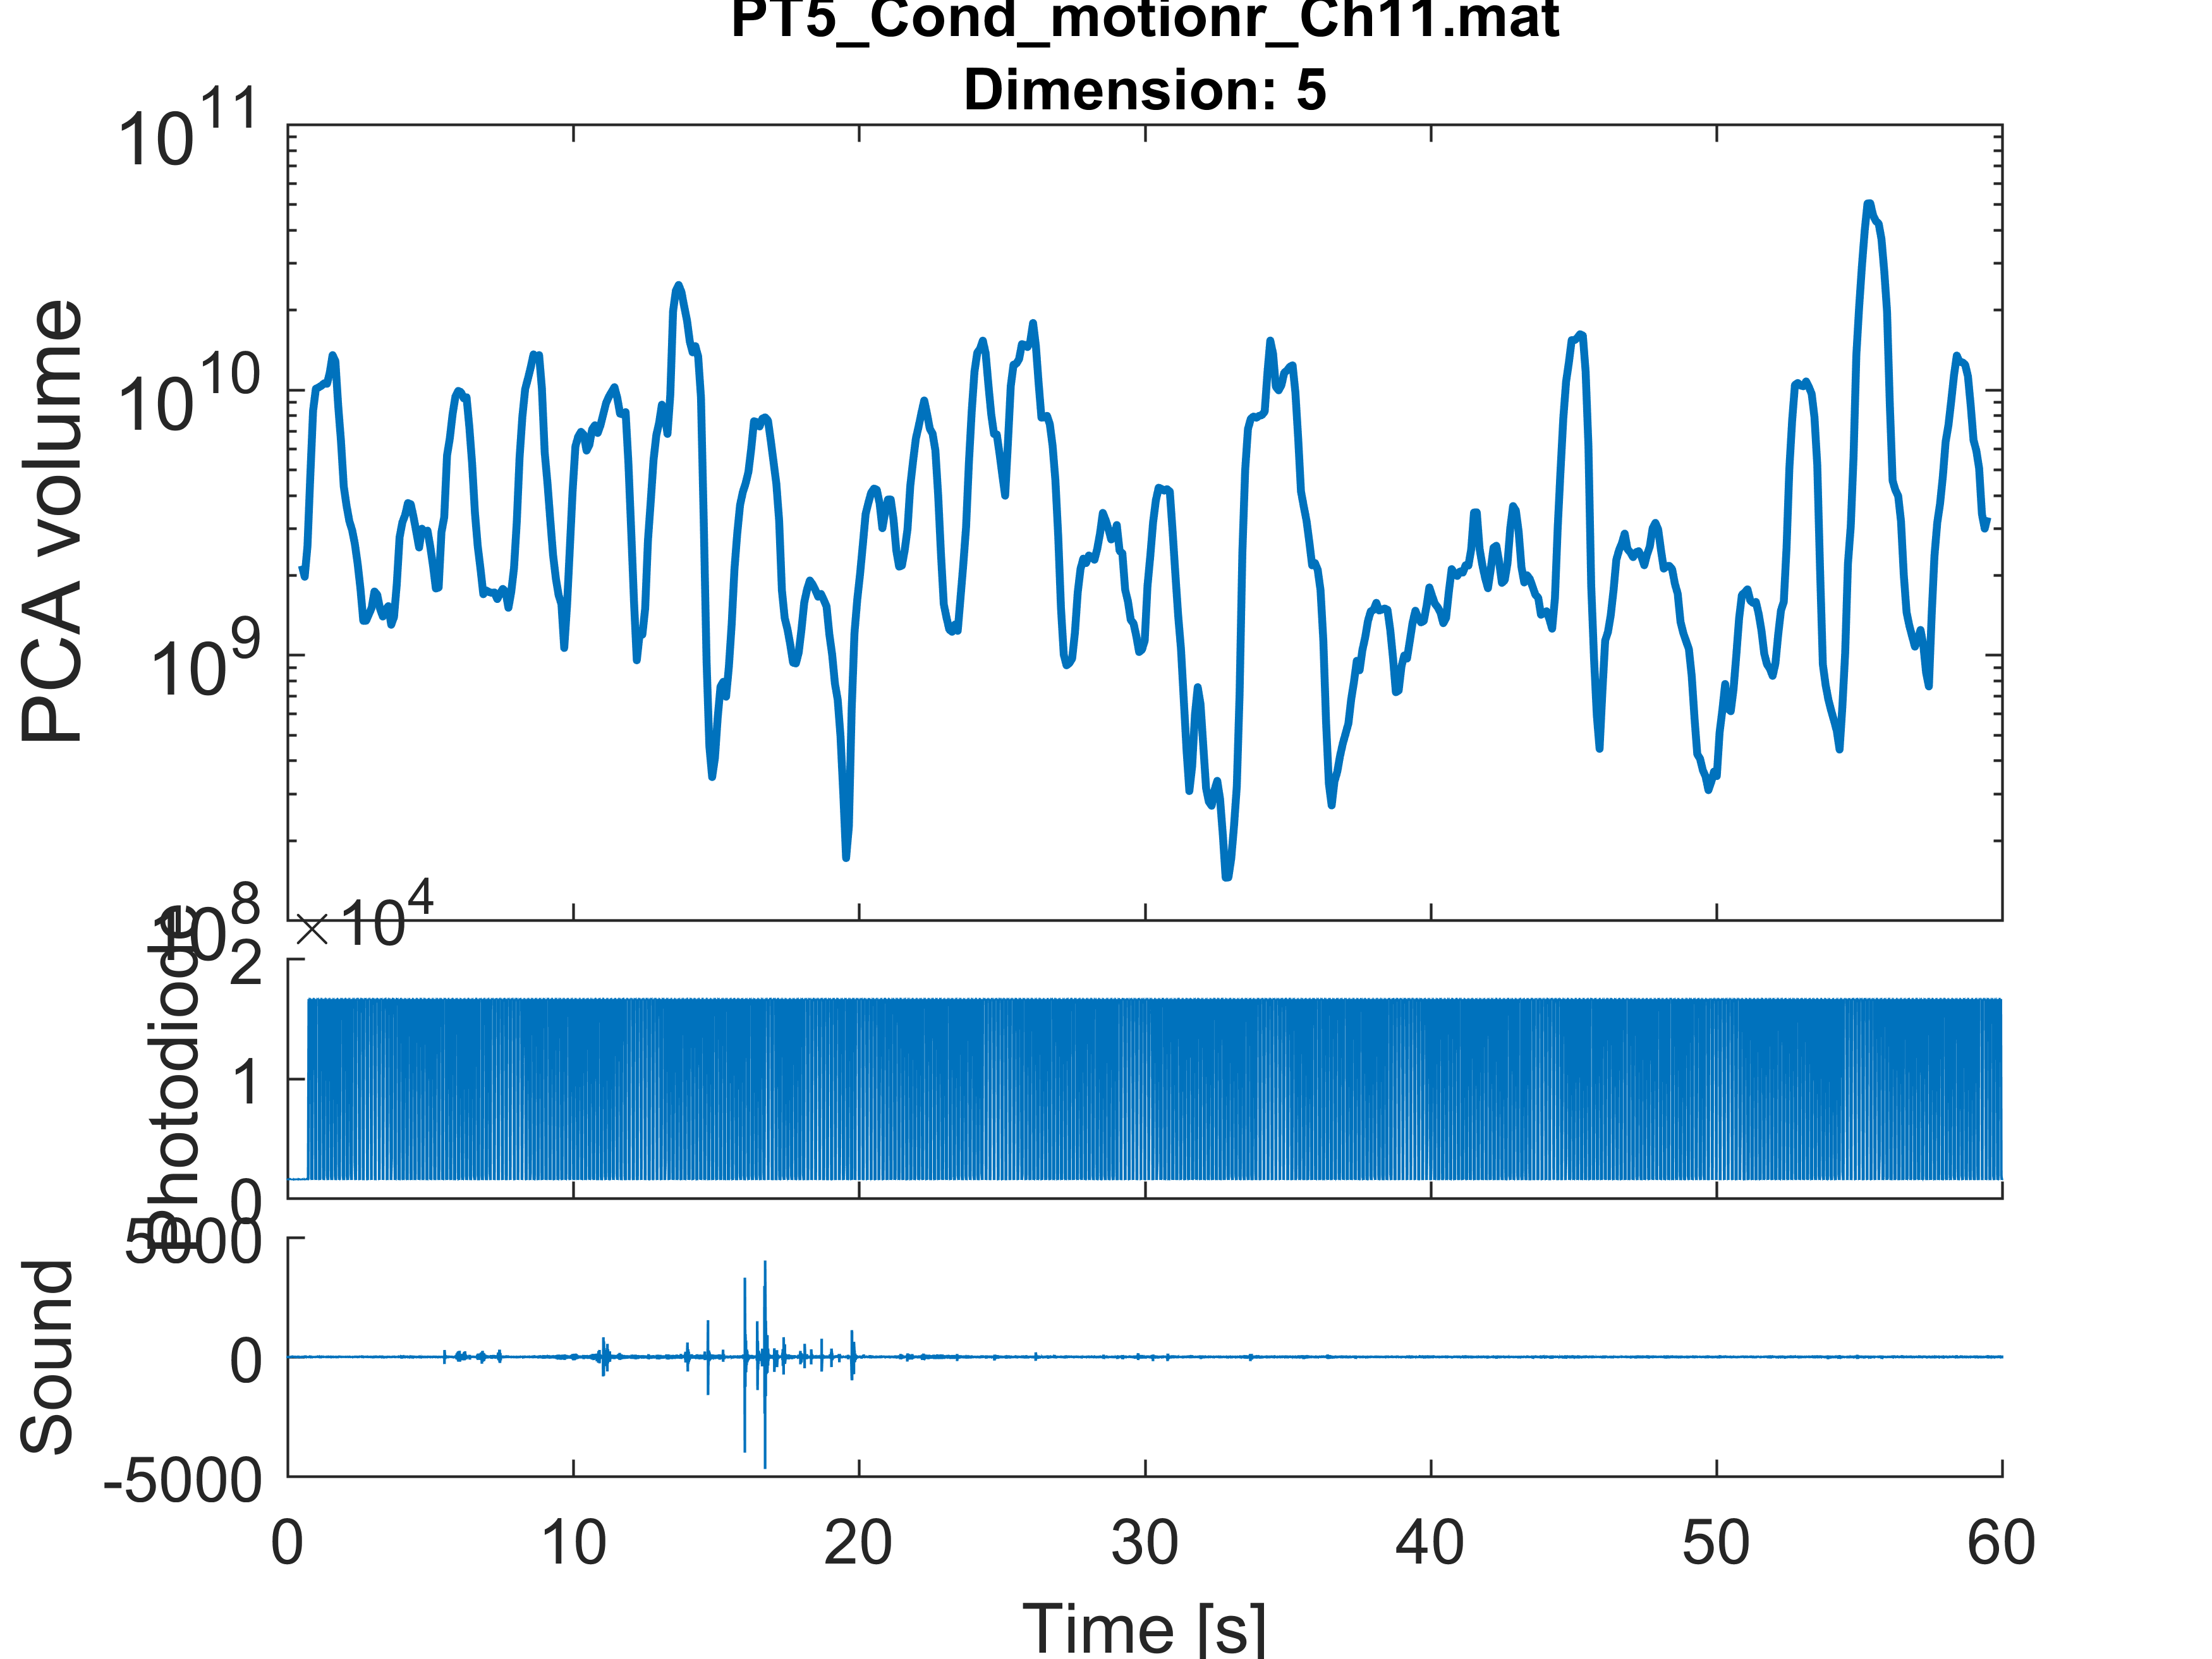 PT5_Cond_motionr_Ch11.mat
Dimension: 5
PCA volume
10^11
10^10
10^9
10^8
×10^4
Photodiode
2
1
0
Sound
5000
0
-5000
0 10 20 30 40 50 60
Time [s]